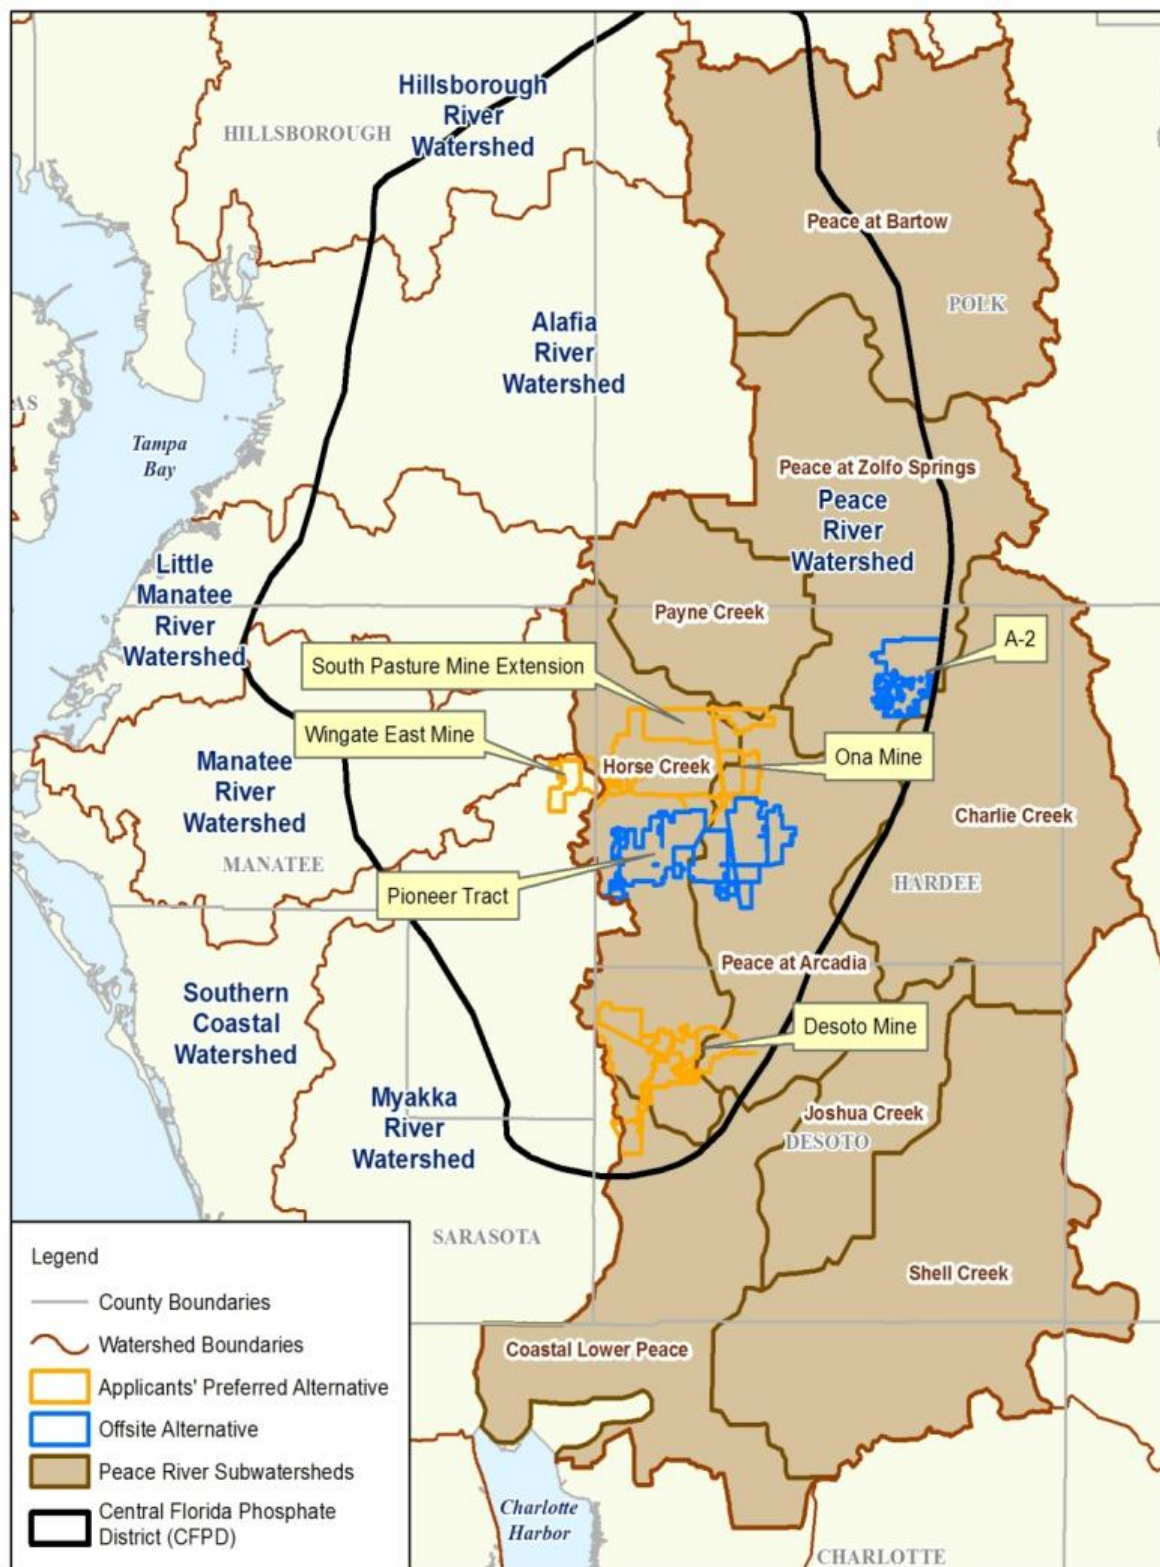 Hillsborough
River
Watershed
HILLSBOROUGH
Peace at Bartow
POLK
Alafia
River
Watershed
AS
Tampa
Bay
Peace at Zolfo Springs
Peace
River
Watershed
Little
Manatee
River
Watershed
Payne Creek
A-2
South Pasture Mine Extension
Wingate East Mine
Horse Creek
Ona Mine
Manatee
River
Watershed
MANATEE
Charlie Creek
HARDEE
Pioneer Tract
Peace at Arcadia
Southern
Coastal
Watershed
Desoto Mine
Myakka
River
Watershed
Joshua Creek
DESOTO
SARASOTA
Shell Creek
Coastal Lower Peace
Charlotte
Harbor
CHARLOTTE
Legend
County Boundaries
Watershed Boundaries
Applicants' Preferred Alternative
Offsite Alternative
Peace River Subwatersheds
Central Florida Phosphate
District (CFPD)